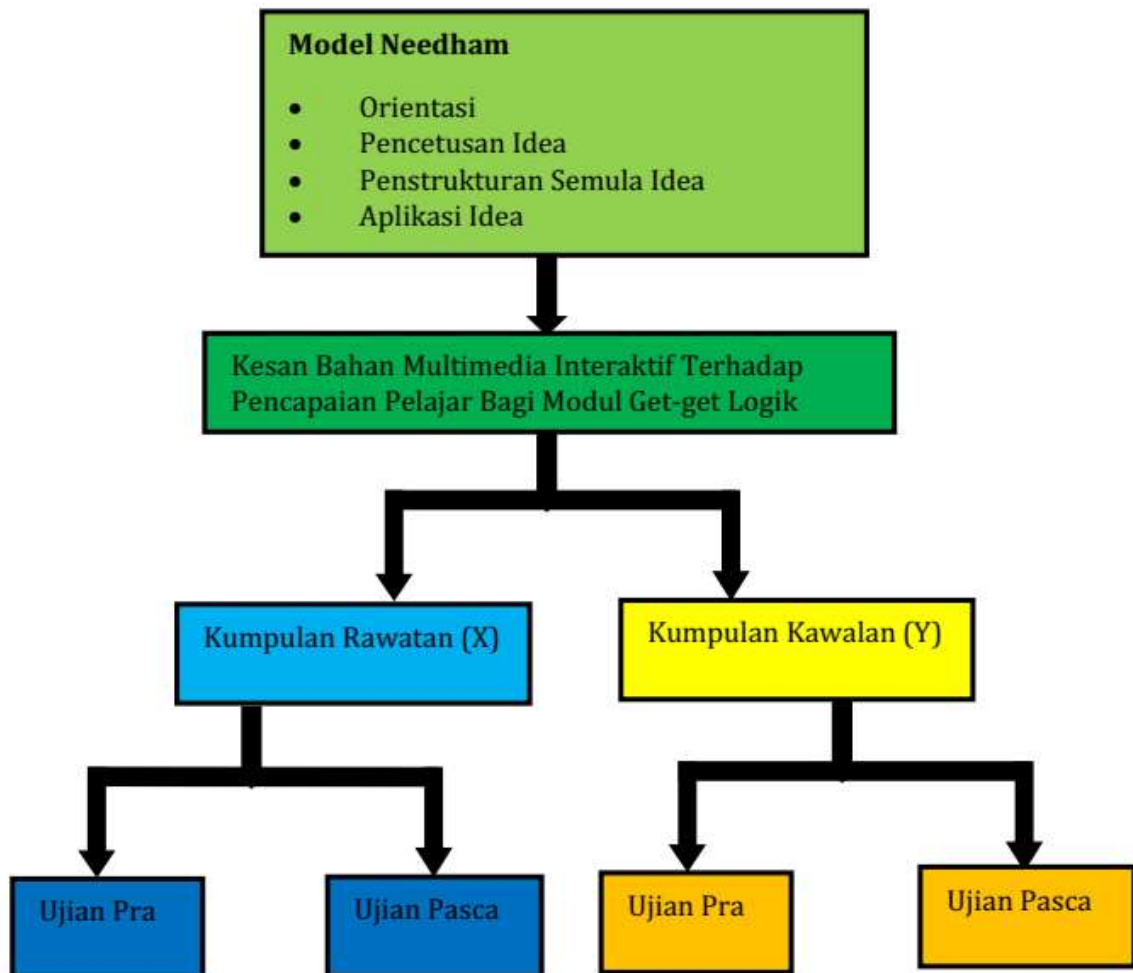 Model Needham
• Orientasi
• Pencetusan Idea
• Penstrukturan Semula Idea
• Aplikasi Idea
Kesan Bahan Multimedia Interaktif Terhadap
Pencapaian Pelajar Bagi Modul Get-get Logik
Kumpulan Rawatan (X)
Kumpulan Kawalan (Y)
Ujian Pra
Ujian Pasca
Ujian Pra
Ujian Pasca